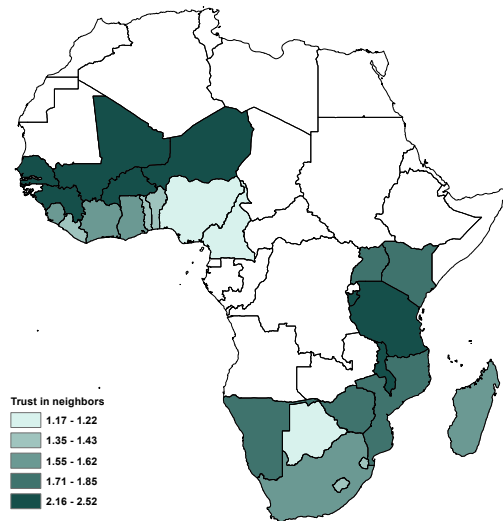 Trust in neighbors
1.17 - 1.22
1.35 - 1.43
1.55 - 1.62
1.71 - 1.85
2.16 - 2.52